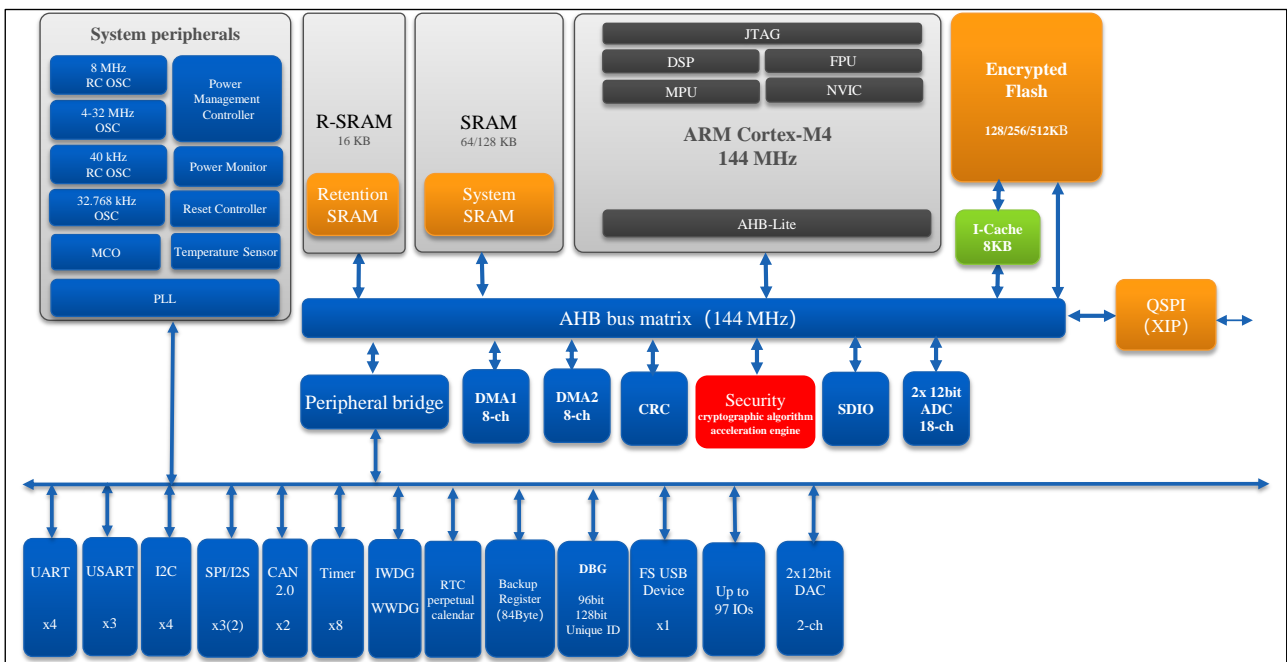 System peripherals
8 MHz
RC OSC
Power
Management
Controller
4-32 MHz
OSC
40 kHz
RC OSC
Power Monitor
32.768 kHz
OSC
Reset Controller
MCO
Temperature Sensor
PLL
R-SRAM
16 KB
Retention
SRAM
SRAM
64/128 KB
System
SRAM
JTAG
DSP
FPU
MPU
NVIC
ARM Cortex-M4
144 MHz
AHB-Lite
Encrypted
Flash
128/256/512KB
I-Cache
8KB
AHB bus matrix（144 MHz）
QSPI
（XIP）
Peripheral bridge
DMA1
8-ch
DMA2
8-ch
CRC
Security
cryptographic algorithm
acceleration engine
SDIO
2x 12bit
ADC
18-ch
UART
x4
USART
x3
I2C
x4
SPI/I2S
x3(2)
CAN
2.0
x2
Timer
x8
IWDG
WWDG
RTC
perpetual
calendar
Backup
Register
（84Byte）
DBG
96bit
128bit
Unique ID
FS USB
Device
x1
Up to
97 IOs
2x12bit
DAC
2-ch